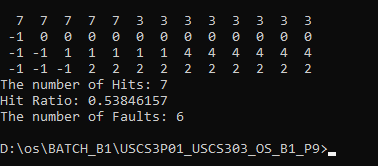 7 7 7 7 7 3 3 3 3 3 3 3 3
-1 0 0 0 0 0 0 0 0 0 0 0 0
-1 -1 1 1 1 1 1 4 4 4 4 4 4
-1 -1 -1 2 2 2 2 2 2 2 2 2 2
The number of Hits: 7
Hit Ratio: 0.53846157
The number of Faults: 6
D:\os\BATCH_B1\USCS3P01_USCS303_OS_B1_P9>